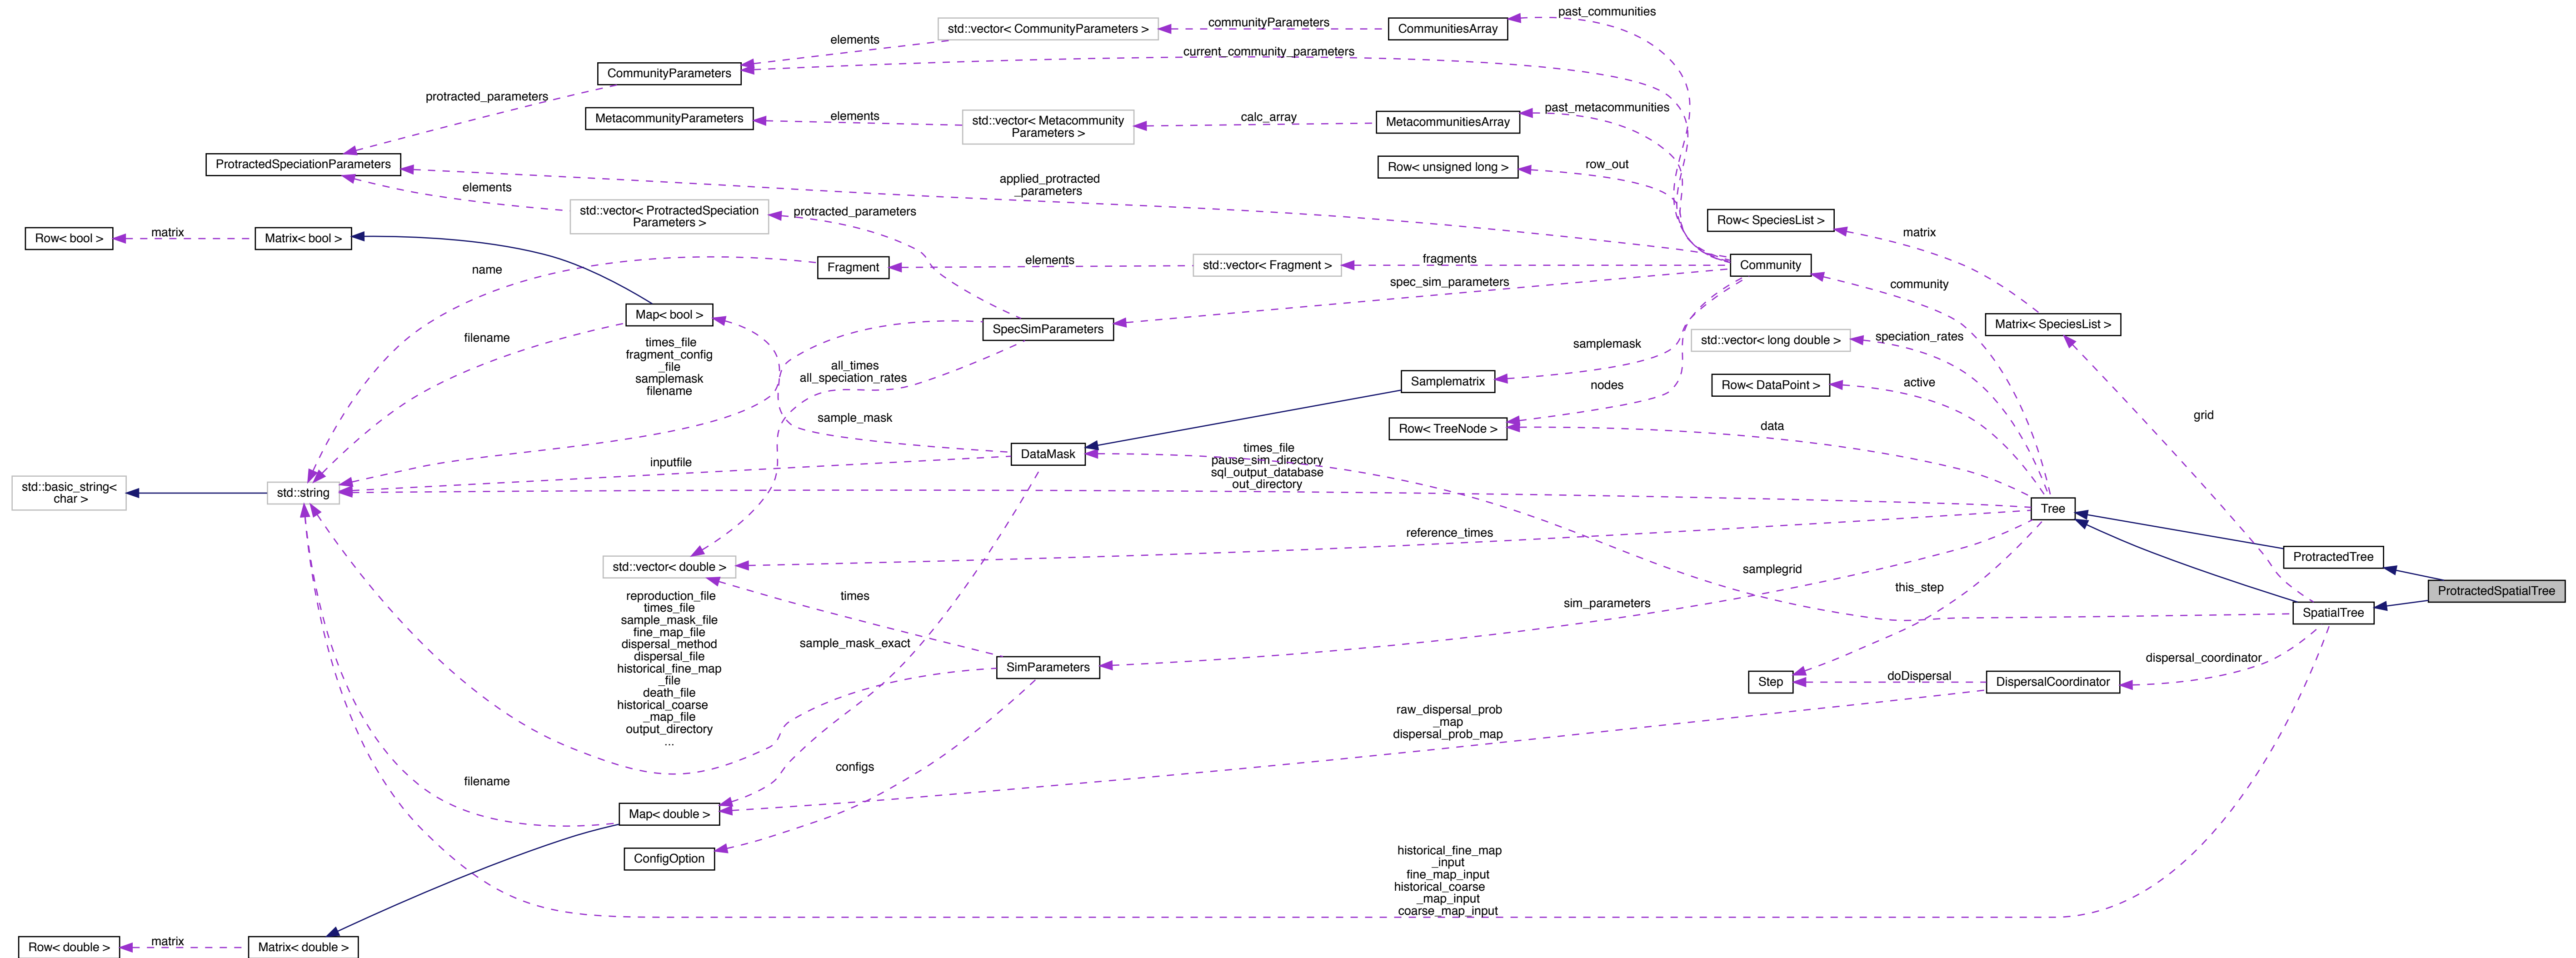 past_communities
std::vector< CommunityParameters >
communityParameters
CommunitiesArray
elements
current_community_parameters
CommunityParameters
protracted_parameters
MetacommunityParameters
elements
std::vector< Metacommunity
Parameters >
calc_array
MetacommunitiesArray
past_metacommunities
ProtractedSpeciationParameters
Row< unsigned long >
row_out
elements
applied_protracted
_parameters
std::vector< ProtractedSpeciation
Parameters >
protracted_parameters
Row< SpeciesList >
matrix
Row< bool >
matrix
Matrix< bool >
name
Fragment
elements
std::vector< Fragment >
fragments
Community
spec_sim_parameters
community
Map< bool >
filename
SpecSimParameters
Matrix< SpeciesList >
times_file
fragment_config
_file
samplemask
filename
all_times
all_speciation_rates
samplemask
std::vector< long double >
speciation_rates
Samplematrix
nodes
Row< DataPoint >
active
grid
sample_mask
Row< TreeNode >
data
DataMask
inputfile
times_file
pause_sim_directory
sql_output_database
out_directory
std::basic_string<
char >
std::string
Tree
reference_times
ProtractedTree
std::vector< double >
samplegrid
this_step
ProtractedSpatialTree
times
sim_parameters
SpatialTree
reproduction_file
times_file
sample_mask_file
fine_map_file
dispersal_method
dispersal_file
historical_fine_map
_file
death_file
historical_coarse
_map_file
output_directory
...
sample_mask_exact
SimParameters
dispersal_coordinator
Step
doDispersal
DispersalCoordinator
raw_dispersal_prob
_map
dispersal_prob_map
configs
filename
Map< double >
ConfigOption
historical_fine_map
_input
fine_map_input
historical_coarse
_map_input
coarse_map_input
Row< double >
matrix
Matrix< double >